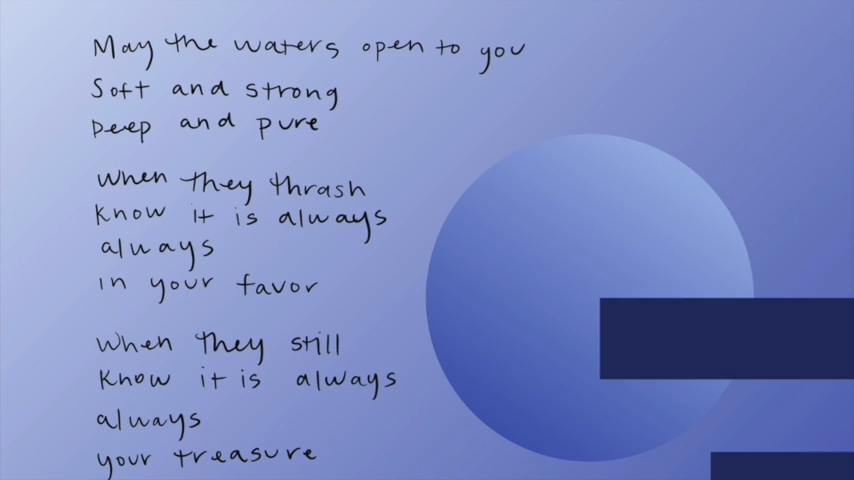 May the waters open to you
Soft and strong
Deep and pure
When they thrash
Know it is always
always
in your favor
When they still
Know it is always
always
your treasure